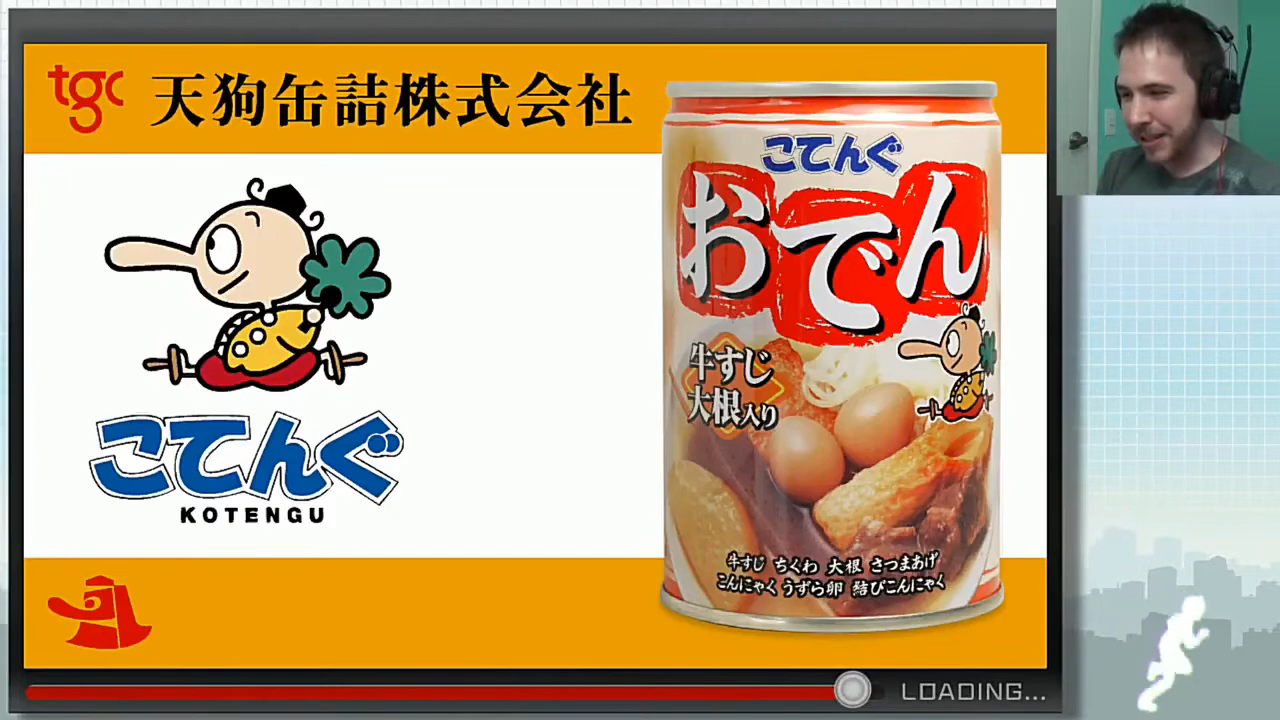 tgc 天狗缶詰株式会社
こてんぐ
KOTENGU
こてんぐ
おでん
牛すじ
大根入り
牛すじ ちくわ 大根 さつまあげ
こんにゃく うずら卵 結びこんにゃく
LOADING...